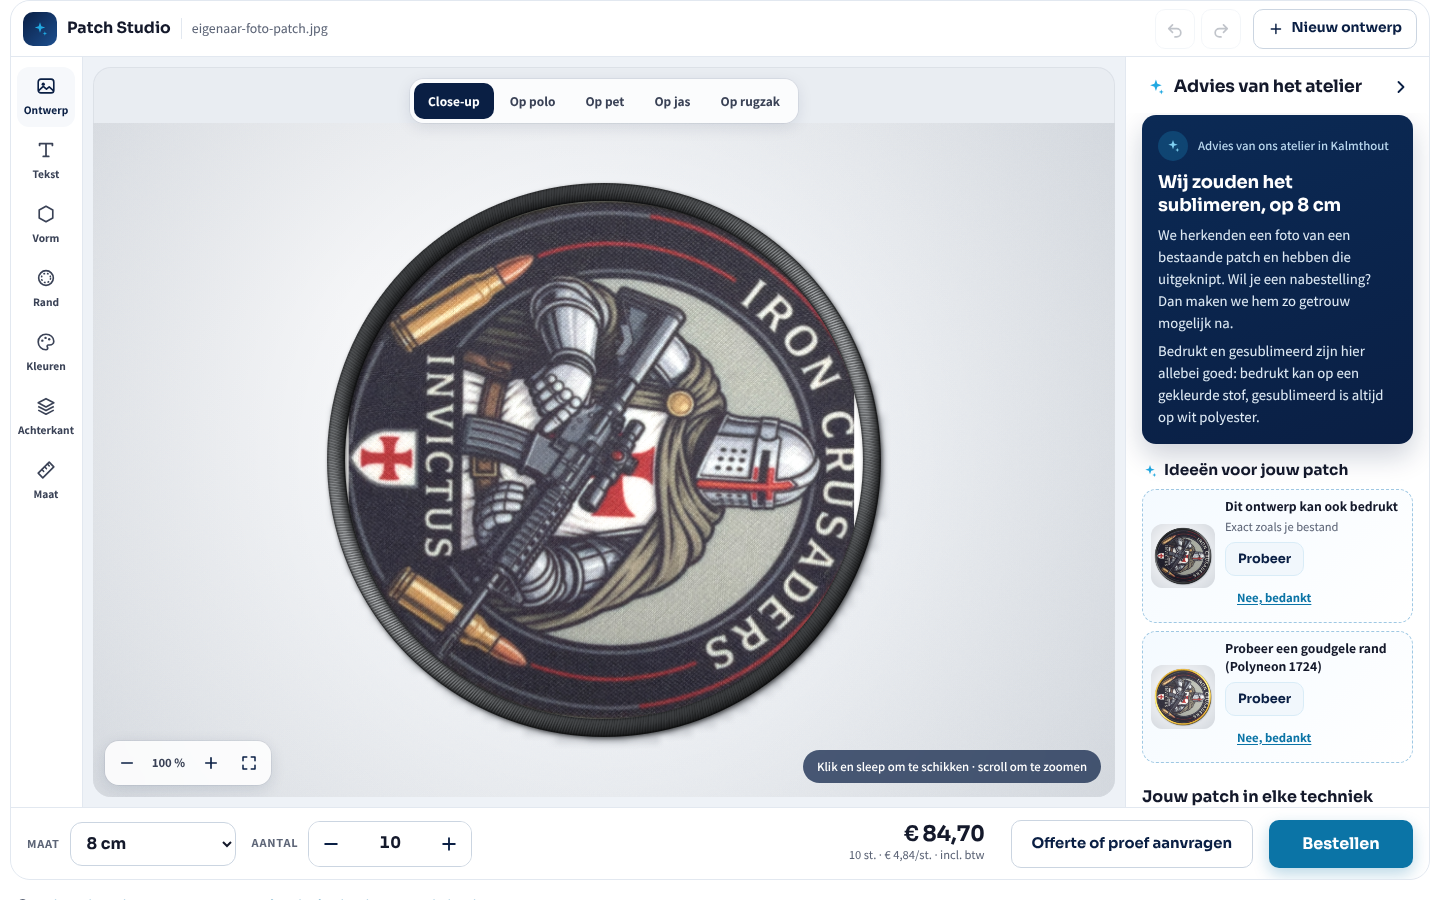 Patch Studio
eigenaar-foto-patch.jpg
Nieuw ontwerp
Ontwerp
Tekst
Vorm
Rand
Kleuren
Achterkant
Maat
Close-up
Op polo
Op pet
Op jas
Op rugzak
IRON CRUSADERS
INVICTUS
100 %
Klik en sleep om te schikken · scroll om te zoomen
Advies van het atelier
Advies van ons atelier in Kalmthout
Wij zouden het
sublimeren, op 8 cm
We herkenden een foto van een
bestaande patch en hebben die
uitgeknipt. Wil je een nabestelling?
Dan maken we hem zo getrouw
mogelijk na.
Bedrukt en gesublimeerd zijn hier
allebei goed: bedrukt kan op een
gekleurde stof, gesublimeerd is altijd
op wit polyester.
Ideeën voor jouw patch
Dit ontwerp kan ook bedrukt
Exact zoals je bestand
Probeer
Nee, bedankt
Probeer een goudgele rand
(Polyneon 1724)
Probeer
Nee, bedankt
Jouw patch in elke techniek
MAAT
8 cm
AANTAL
10
€ 84,70
10 st. · € 4,84/st. · incl. btw
Offerte of proef aanvragen
Bestellen